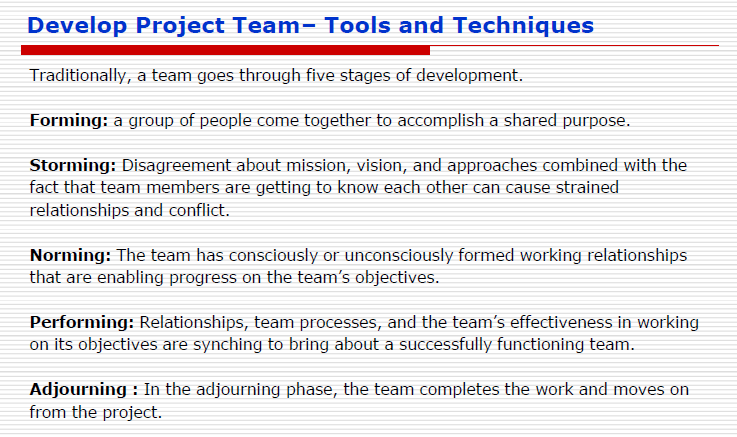 Develop Project Team– Tools and Techniques
Traditionally, a team goes through five stages of development.
Forming: a group of people come together to accomplish a shared purpose.
Storming: Disagreement about mission, vision, and approaches combined with the
fact that team members are getting to know each other can cause strained
relationships and conflict.
Norming: The team has consciously or unconsciously formed working relationships
that are enabling progress on the team’s objectives.
Performing: Relationships, team processes, and the team’s effectiveness in working
on its objectives are synching to bring about a successfully functioning team.
Adjourning : In the adjourning phase, the team completes the work and moves on
from the project.